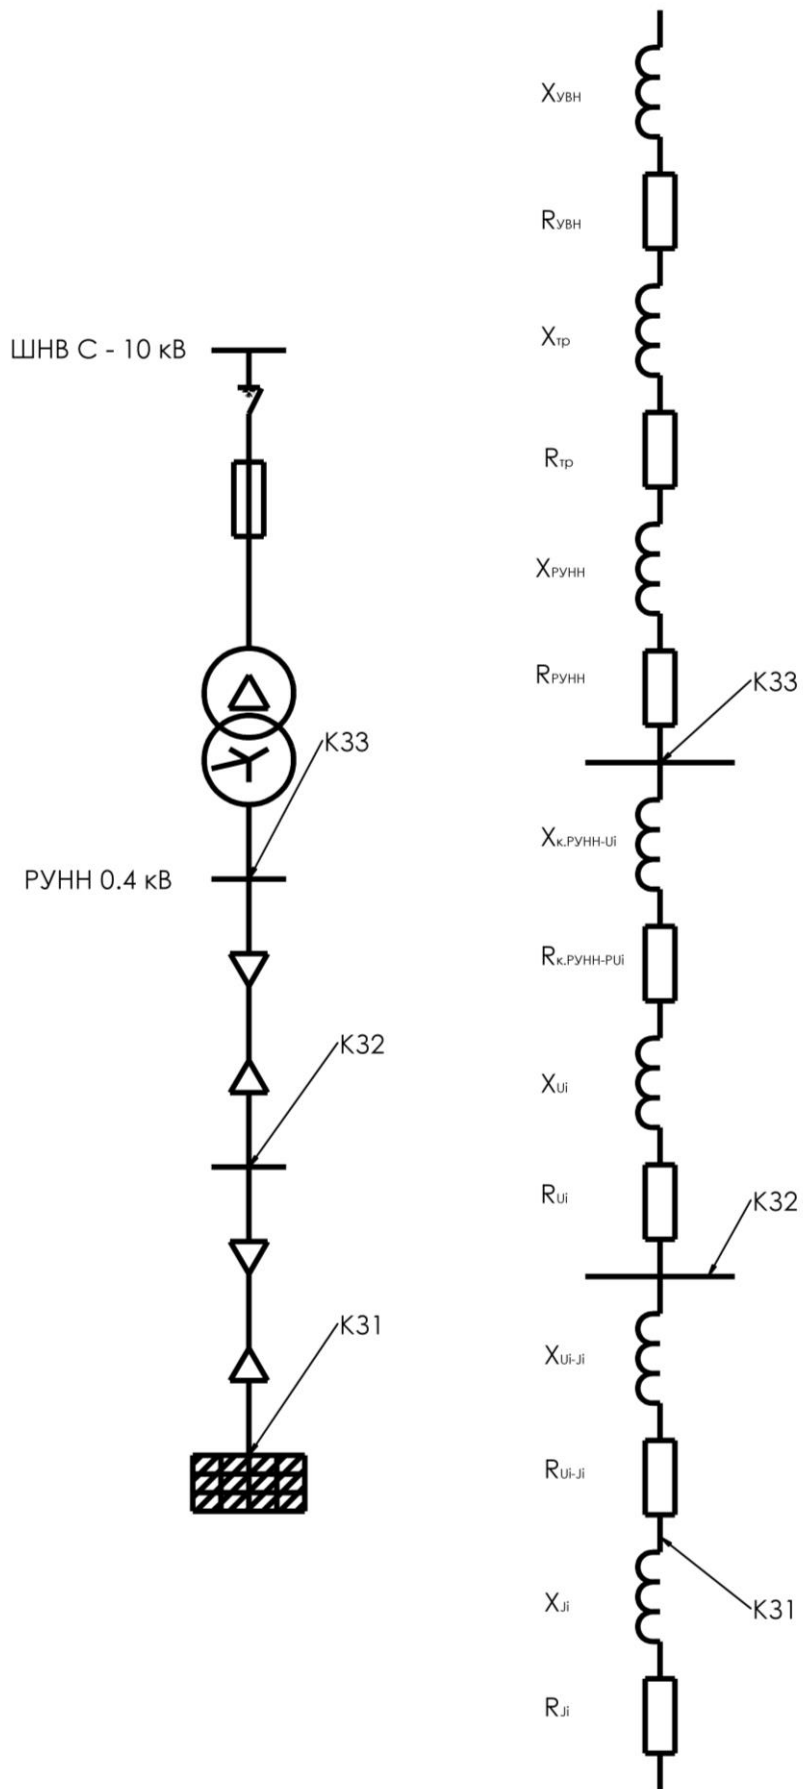 ШНВ С - 10 кВ
К33
РУНН 0.4 кВ
К32
К31
XУВН
RУВН
Xтр
Rтр
XРУНН
RРУНН
К33
Xк.РУНН-Ui
Rк.РУНН-РUi
XUi
RUi
К32
XUi-Ji
RUi-Ji
К31
XJi
RJi